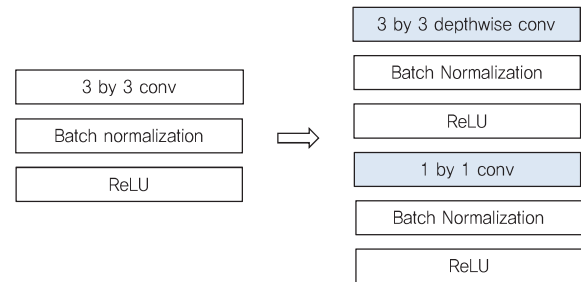 3 by 3 conv
Batch normalization
ReLU
3 by 3 depthwise conv
Batch Normalization
ReLU
1 by 1 conv
Batch Normalization
ReLU